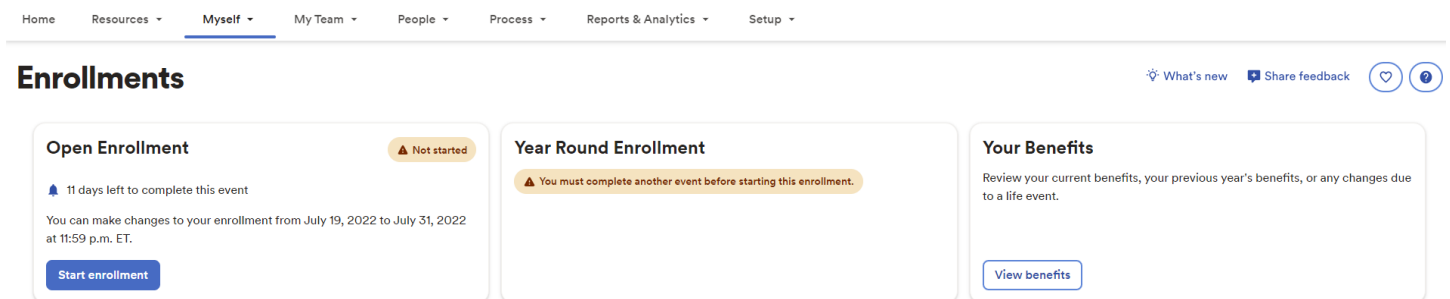 Home Resources Myself My Team People Process Reports & Analytics Setup
Enrollments
What's new Share feedback
Open Enrollment
Not started
11 days left to complete this event
You can make changes to your enrollment from July 19, 2022 to July 31, 2022
at 11:59 p.m. ET.
Start enrollment
Year Round Enrollment
You must complete another event before starting this enrollment.
Your Benefits
Review your current benefits, your previous year's benefits, or any changes due
to a life event.
View benefits